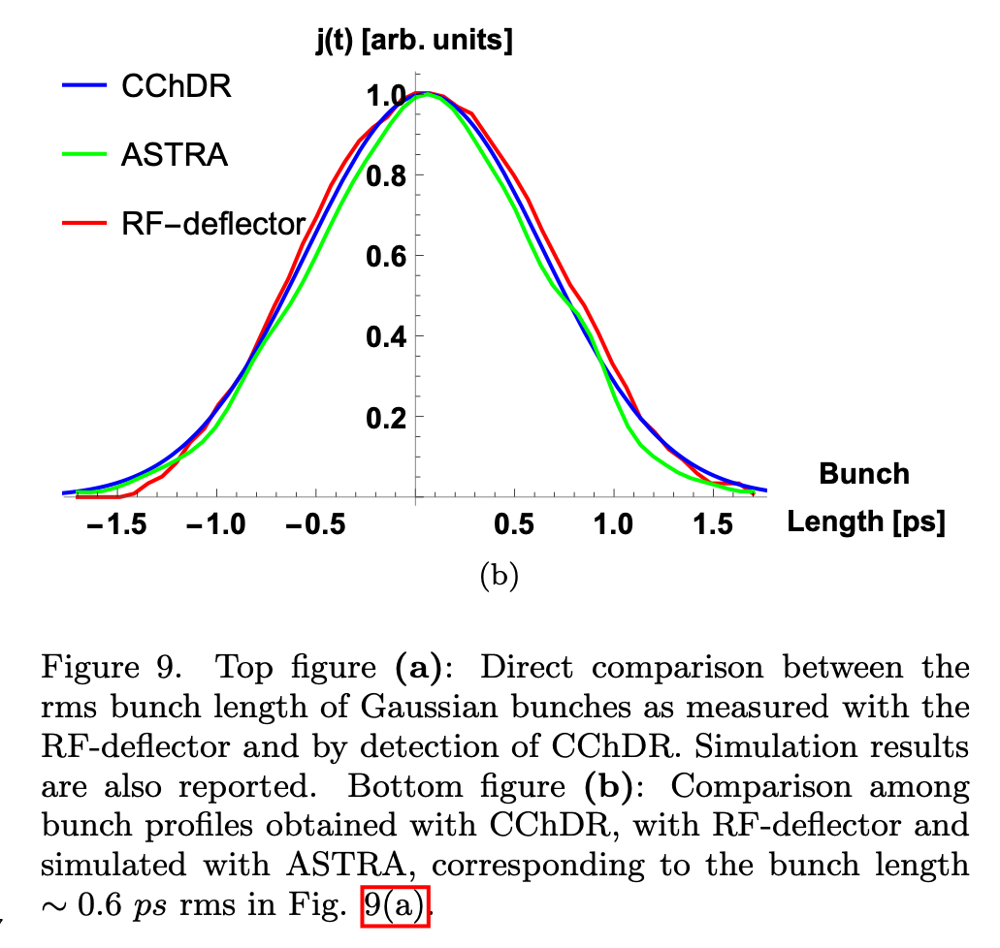 j(t) [arb. units]
CChDR
ASTRA
RF−deflector
1.0
0.8
0.6
0.4
0.2
−1.5 −1.0 −0.5 0.5 1.0 1.5
Bunch
Length [ps]
(b)
Figure 9. Top figure (a): Direct comparison between the
rms bunch length of Gaussian bunches as measured with the
RF-deflector and by detection of CChDR. Simulation results
are also reported. Bottom figure (b): Comparison among
bunch profiles obtained with CChDR, with RF-deflector and
simulated with ASTRA, corresponding to the bunch length
∼ 0.6 ps rms in Fig. 9(a).